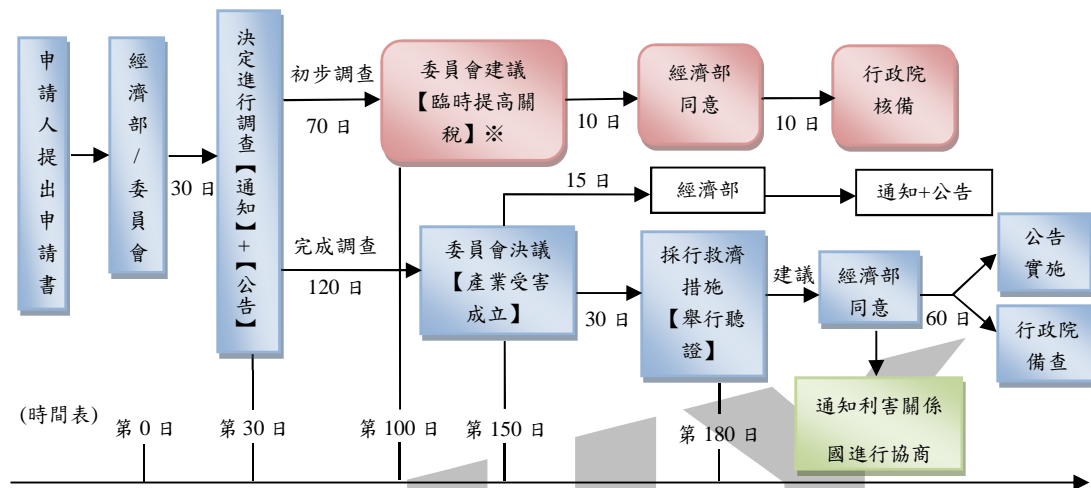 申請人提出申請書
經濟部/委員會
30 日
決定進行調查【通知】+【公告】
初步調查
70 日
委員會建議
【臨時提高關
稅】※
10 日
經濟部
同意
10 日
行政院
核備
15 日
經濟部
通知+公告
完成調查
120 日
委員會決議
【產業受害
成立】
30 日
採行救濟
措施
【舉行聽
證】
建議
經濟部
同意
60 日
公告
實施
行政院
備查
通知利害關係
國進行協商
(時間表)
第 0 日
第 30 日
第 100 日
第 150 日
第 180 日